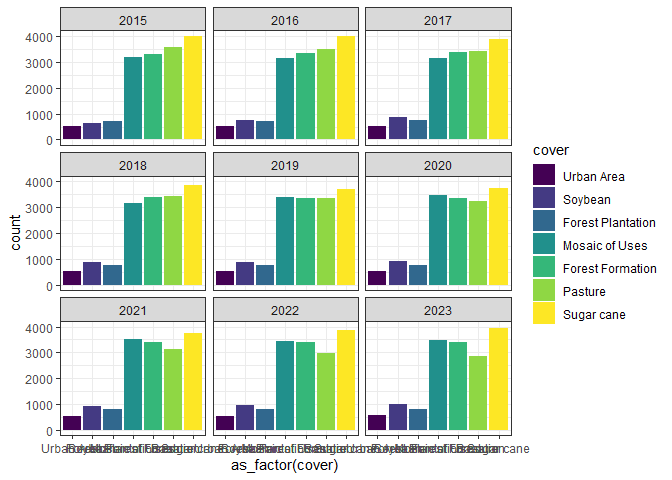 2015
2016
2017
4000
3000
2000
1000
0
2018
2019
2020
4000
3000
2000
1000
0
2021
2022
2023
4000
3000
2000
1000
0
count
as_factor(cover)
cover
Urban Area
Soybean
Forest Plantation
Mosaic of Uses
Forest Formation
Pasture
Sugar cane